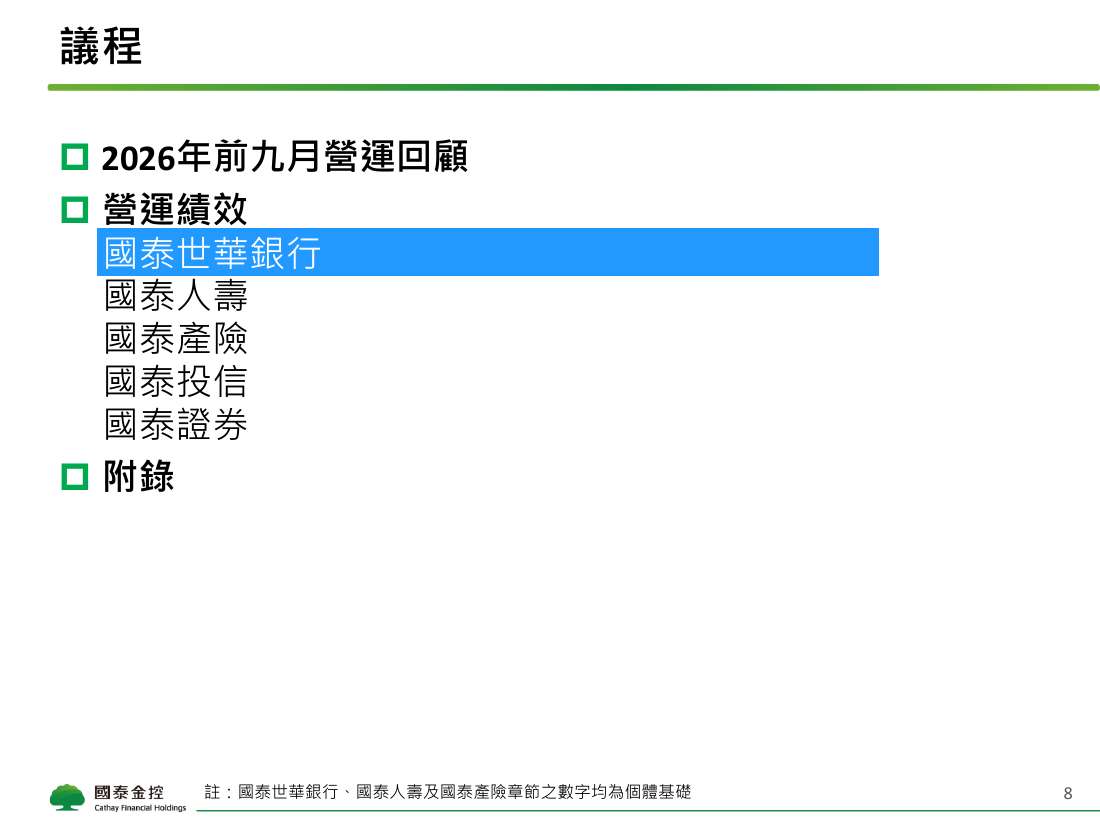 議程
2026年前九月營運回顧
營運績效
國泰世華銀行
國泰人壽
國泰產險
國泰投信
國泰證券
附錄
國泰金控
Cathay Financial Holdings
註：國泰世華銀行、國泰人壽及國泰產險章節之數字均為個體基礎
8